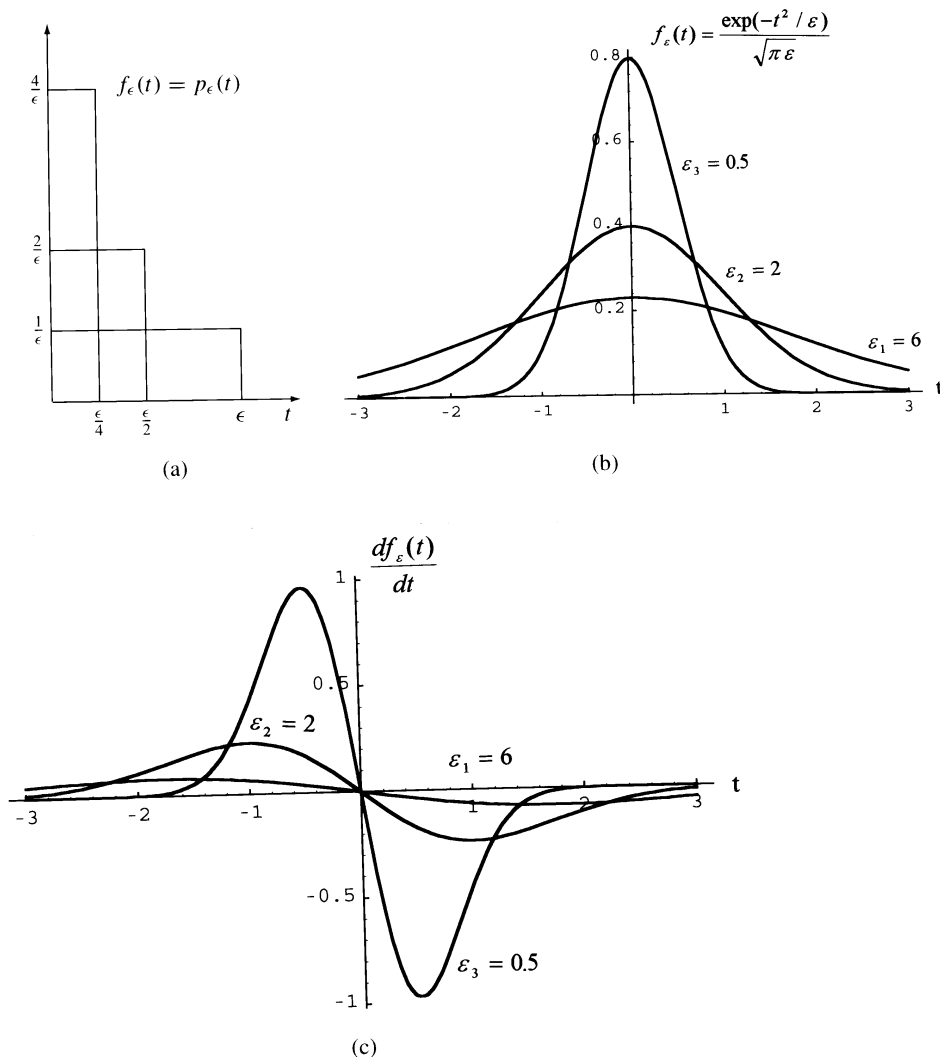 f_ϵ(t) = p_ϵ(t)
4/ϵ
2/ϵ
1/ϵ
ϵ/4 ϵ/2 ϵ t
(a)
f_ε(t) = exp(-t² / ε) / √(π ε)
0.8
0.6
ε₃ = 0.5
0.4
ε₂ = 2
0.2
ε₁ = 6
-3 -2 -1 1 2 3 t
(b)
df_ε(t)/dt
1
0.5
ε₂ = 2
ε₁ = 6
t
-3 -2 -1 1 2 3
-0.5
ε₃ = 0.5
-1
(c)